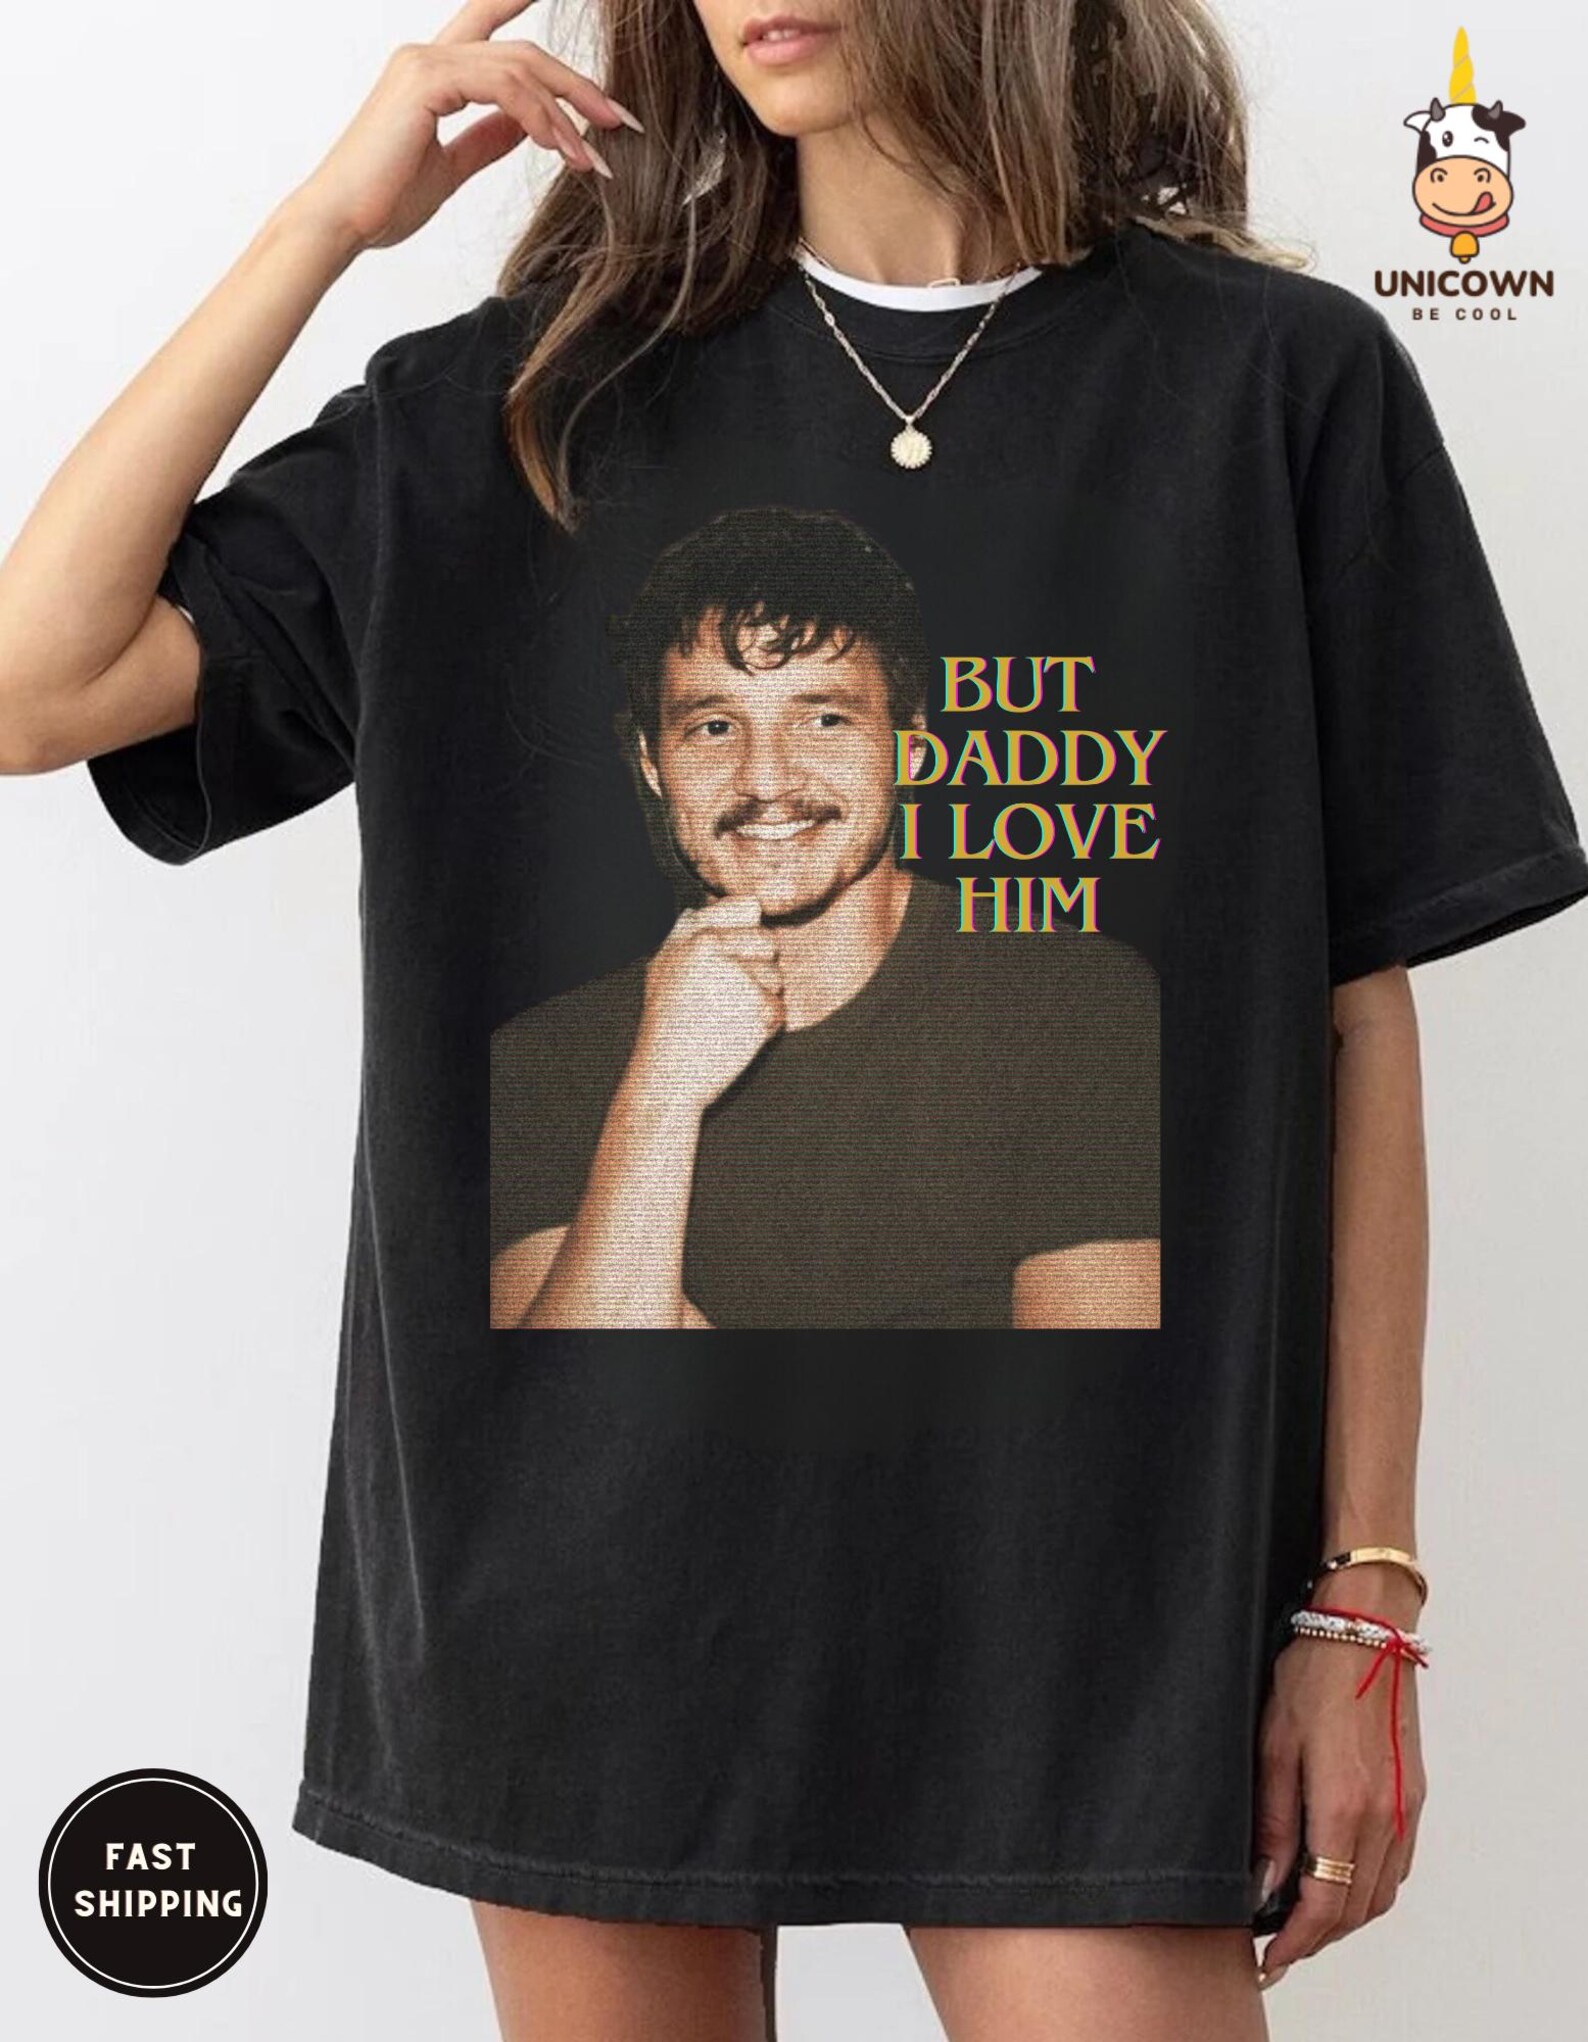 UNICOWN
BE COOL
BUT
DADDY
I LOVE
HIM
FAST
SHIPPING